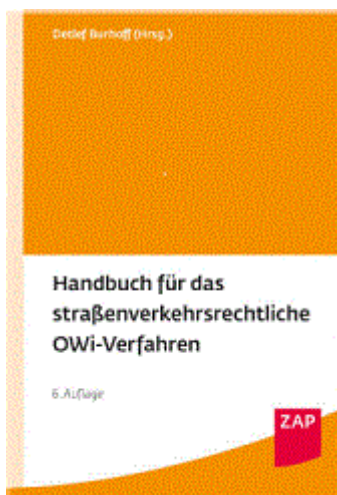 Detlef Burhoff (Hrsg.)
Handbuch für das
straßenverkehrsrechtliche
OWi-Verfahren
6. Auflage
ZAP